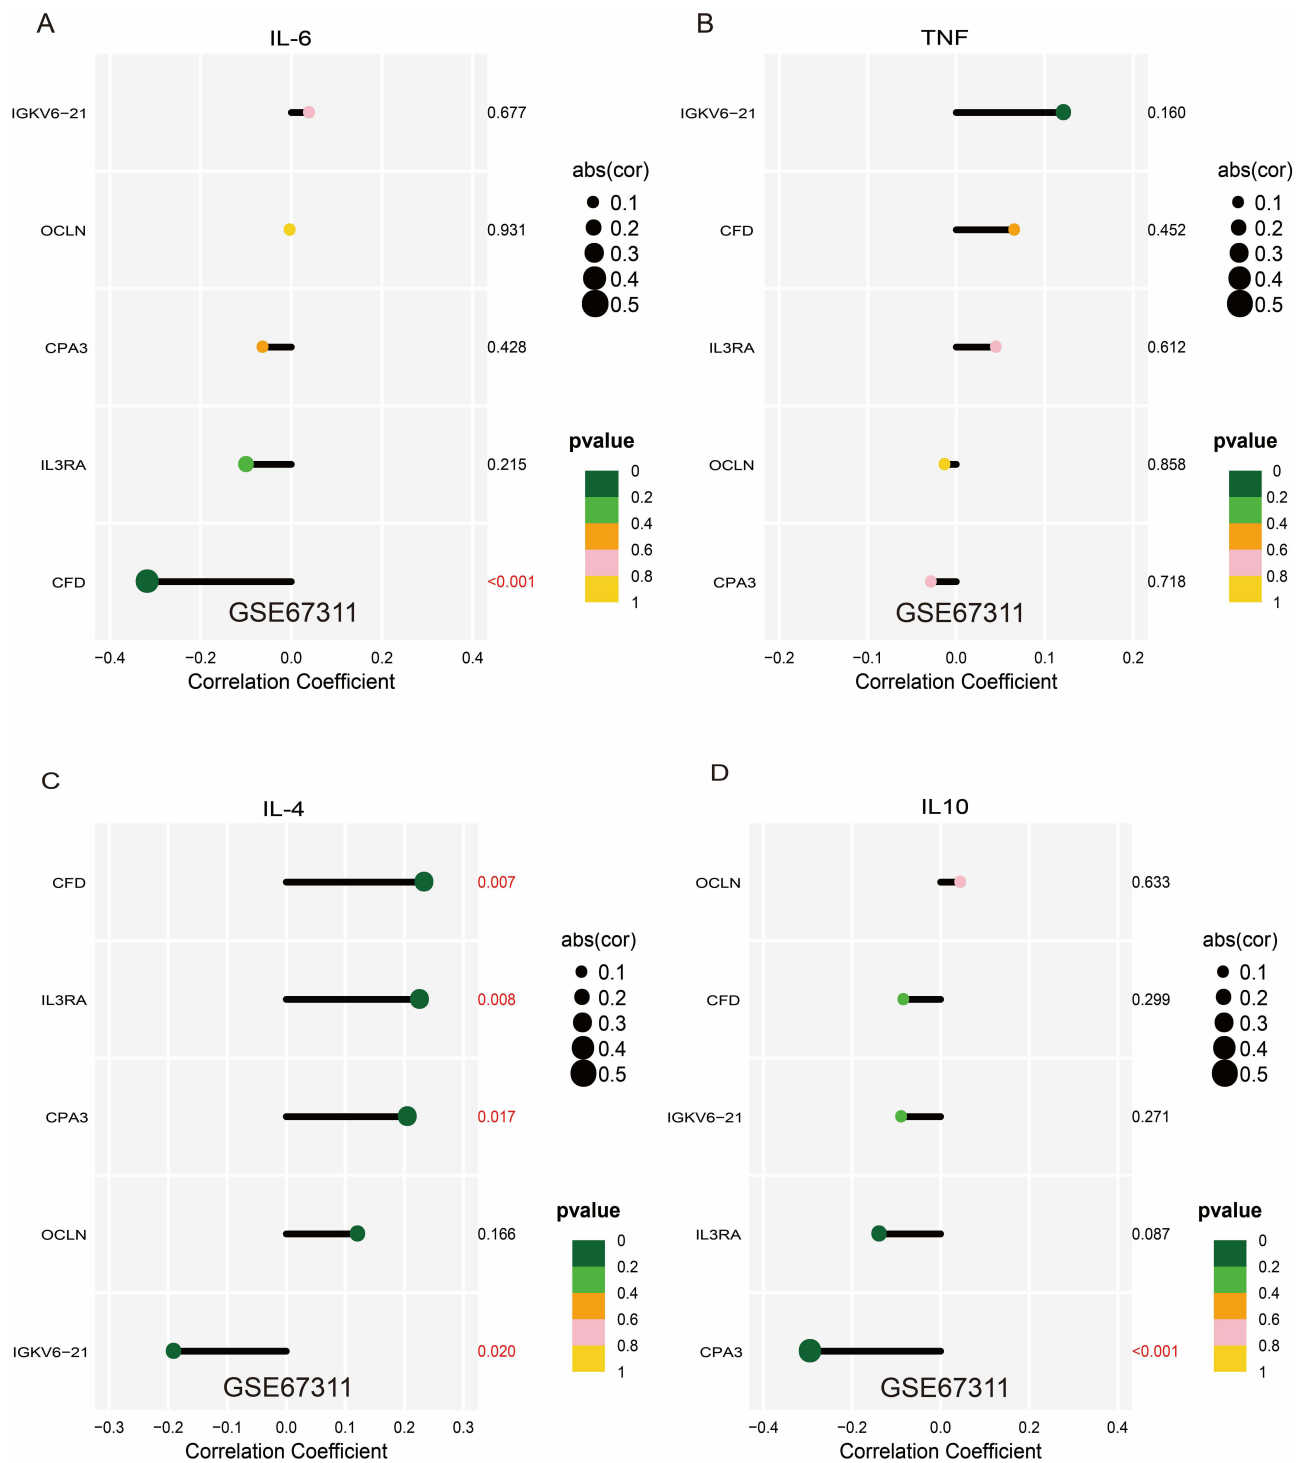 A
IL-6
IGKV6−21
0.677
OCLN
0.931
CPA3
0.428
IL3RA
0.215
CFD
<0.001
GSE67311
−0.4 −0.2 0.0 0.2 0.4
Correlation Coefficient
abs(cor)
0.1
0.2
0.3
0.4
0.5
pvalue
0
0.2
0.4
0.6
0.8
1
B
TNF
IGKV6−21
0.160
CFD
0.452
IL3RA
0.612
OCLN
0.858
CPA3
0.718
GSE67311
−0.2 −0.1 0.0 0.1 0.2
Correlation Coefficient
abs(cor)
0.1
0.2
0.3
0.4
0.5
pvalue
0
0.2
0.4
0.6
0.8
1
C
IL-4
CFD
0.007
IL3RA
0.008
CPA3
0.017
OCLN
0.166
IGKV6−21
0.020
GSE67311
−0.3 −0.2 −0.1 0.0 0.1 0.2 0.3
Correlation Coefficient
abs(cor)
0.1
0.2
0.3
0.4
0.5
pvalue
0
0.2
0.4
0.6
0.8
1
D
IL10
OCLN
0.633
CFD
0.299
IGKV6−21
0.271
IL3RA
0.087
CPA3
<0.001
GSE67311
−0.4 −0.2 0.0 0.2 0.4
Correlation Coefficient
abs(cor)
0.1
0.2
0.3
0.4
0.5
pvalue
0
0.2
0.4
0.6
0.8
1